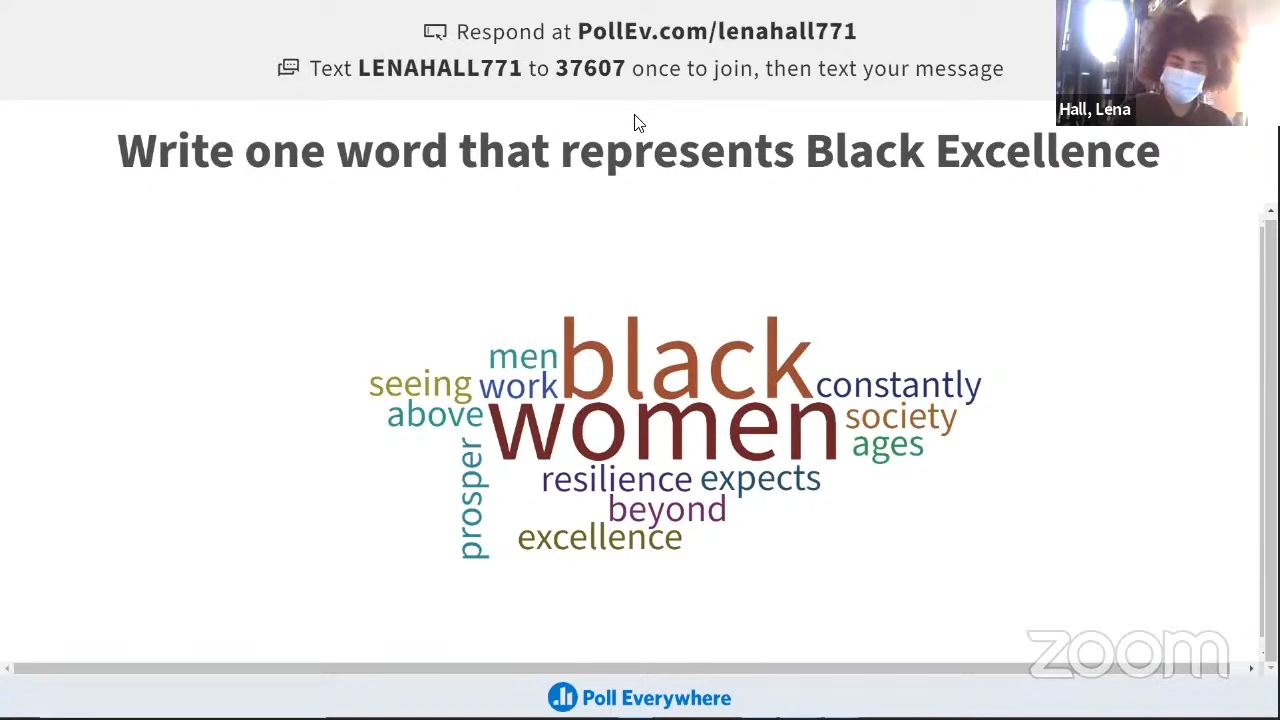 Respond at PollEv.com/lenahall771
Text LENAHALL771 to 37607 once to join, then text your message
Hall, Lena
Write one word that represents Black Excellence
black
men
seeing
work
constantly
above
women
society
ages
prosper
resilience
expects
beyond
excellence
zoom
Poll Everywhere